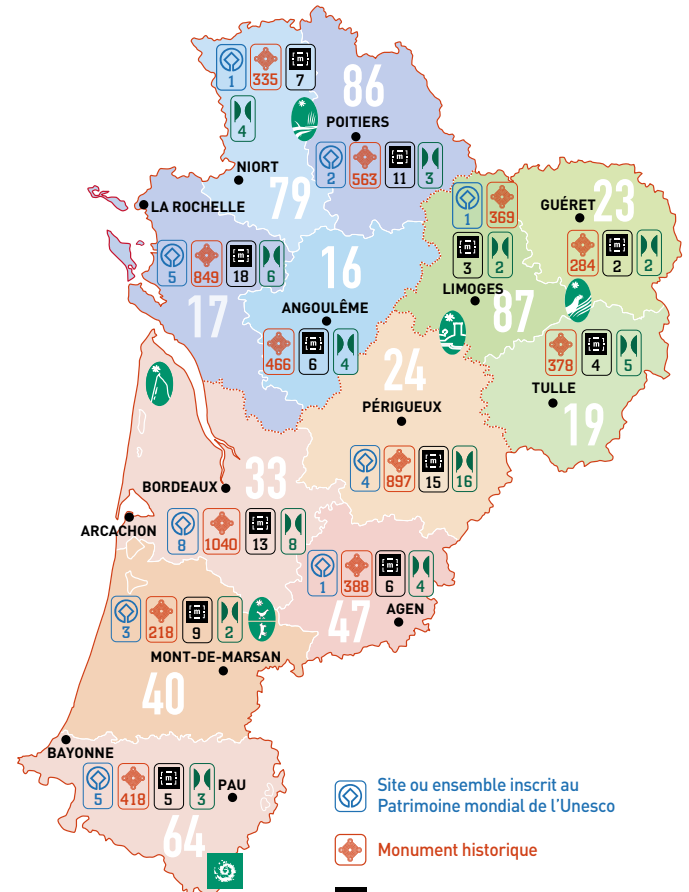 1 335 7
4
86
POITIERS
2 563 11 3
NIORT
79
LA ROCHELLE
5 849 18 6
17
16
ANGOULÊME
466 6 4
1 369
3 2
LIMOGES
87
GUÉRET
23
284 2 2
378 4 5
TULLE
19
24
PÉRIGUEUX
4 897 15 16
BORDEAUX
33
ARCACHON
8 1040 13 8
1 388 6 4
47
AGEN
3 218 9 2
MONT-DE-MARSAN
40
BAYONNE
5 418 5 3
PAU
64
Site ou ensemble inscrit au
Patrimoine mondial de l'Unesco
Monument historique